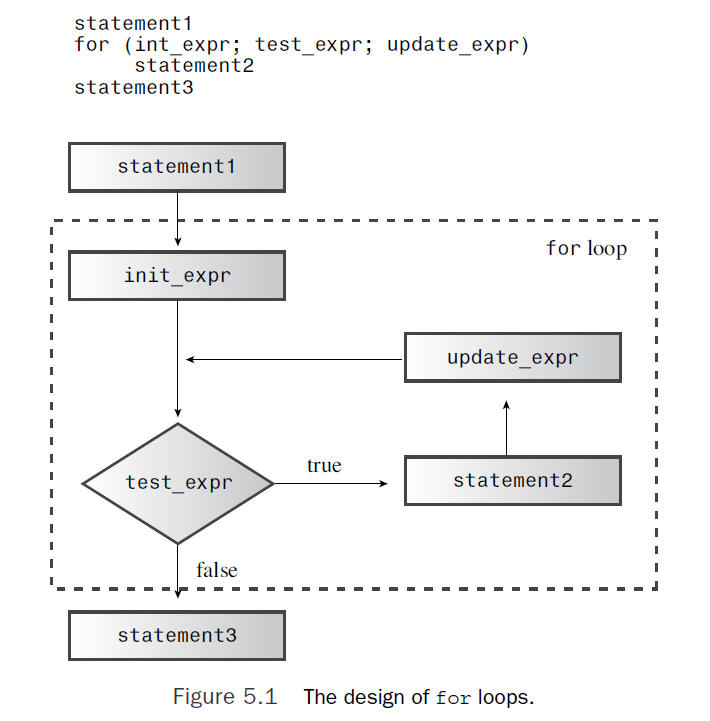 statement1
for (int_expr; test_expr; update_expr)
     statement2
statement3
statement1
for loop
init_expr
update_expr
test_expr
true
statement2
false
statement3
Figure 5.1 The design of for loops.